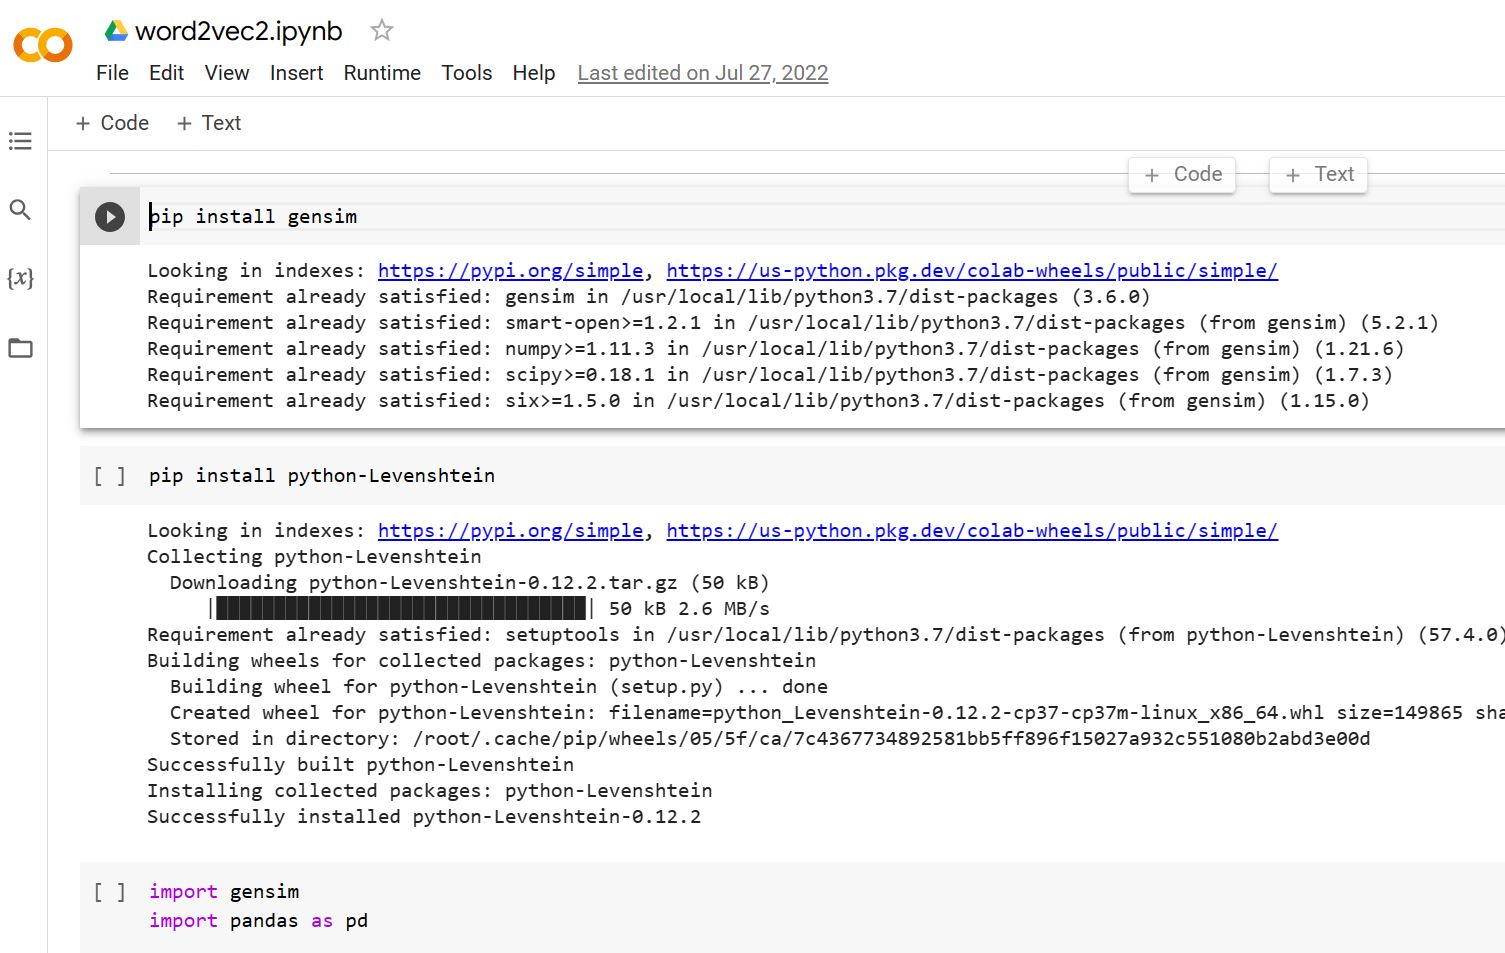 word2vec2.ipynb
File Edit View Insert Runtime Tools Help Last edited on Jul 27, 2022
+ Code + Text
+ Code + Text
pip install gensim
Looking in indexes: https://pypi.org/simple, https://us-python.pkg.dev/colab-wheels/public/simple/
Requirement already satisfied: gensim in /usr/local/lib/python3.7/dist-packages (3.6.0)
Requirement already satisfied: smart-open>=1.2.1 in /usr/local/lib/python3.7/dist-packages (from gensim) (5.2.1)
Requirement already satisfied: numpy>=1.11.3 in /usr/local/lib/python3.7/dist-packages (from gensim) (1.21.6)
Requirement already satisfied: scipy>=0.18.1 in /usr/local/lib/python3.7/dist-packages (from gensim) (1.7.3)
Requirement already satisfied: six>=1.5.0 in /usr/local/lib/python3.7/dist-packages (from gensim) (1.15.0)
[ ] pip install python-Levenshtein
Looking in indexes: https://pypi.org/simple, https://us-python.pkg.dev/colab-wheels/public/simple/
Collecting python-Levenshtein
Downloading python-Levenshtein-0.12.2.tar.gz (50 kB)
|████████████████████████████████| 50 kB 2.6 MB/s
Requirement already satisfied: setuptools in /usr/local/lib/python3.7/dist-packages (from python-Levenshtein) (57.4.0)
Building wheels for collected packages: python-Levenshtein
Building wheel for python-Levenshtein (setup.py) ... done
Created wheel for python-Levenshtein: filename=python_Levenshtein-0.12.2-cp37-cp37m-linux_x86_64.whl size=149865 sha
Stored in directory: /root/.cache/pip/wheels/05/5f/ca/7c4367734892581bb5ff896f15027a932c551080b2abd3e00d
Successfully built python-Levenshtein
Installing collected packages: python-Levenshtein
Successfully installed python-Levenshtein-0.12.2
[ ] import gensim
import pandas as pd
{x}